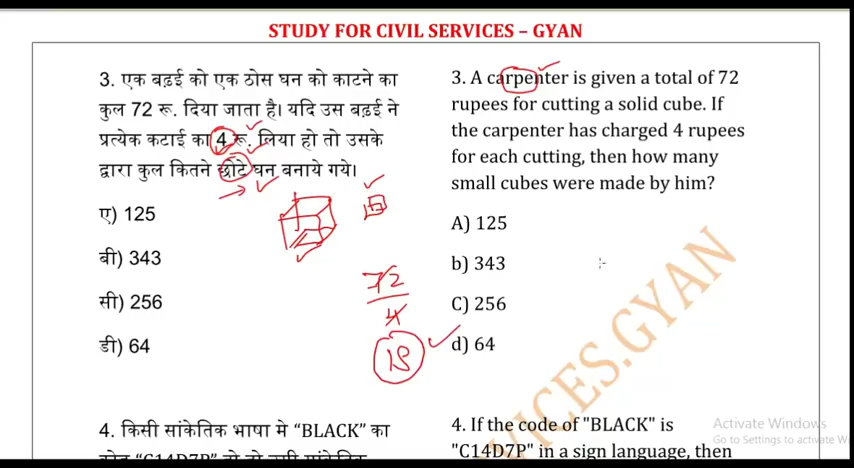 STUDY FOR CIVIL SERVICES – GYAN
3. एक बढ़ई को एक ठोस घन को काटने का
कुल 72 रू. दिया जाता है। यदि उस बढ़ई ने
प्रत्येक कटाई का 4 रू. लिया हो तो उसके
द्वारा कुल कितने छोटे घन बनाये गये।
ए) 125
बी) 343
सी) 256
डी) 64
72
4
18
4. किसी सांकेतिक भाषा मे “BLACK” का
3. A carpenter is given a total of 72
rupees for cutting a solid cube. If
the carpenter has charged 4 rupees
for each cutting, then how many
small cubes were made by him?
A) 125
b) 343
C) 256
d) 64
4. If the code of "BLACK" is
"C14D7P" in a sign language, then
VICES.GYAN
Activate Windows
Go to Settings to activate Wi